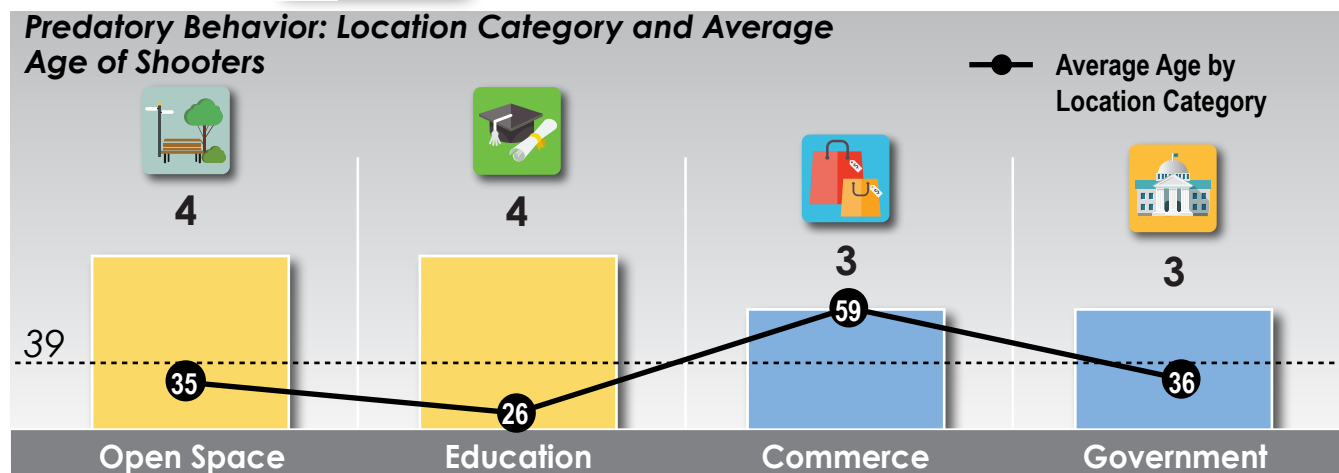 Predatory Behavior: Location Category and Average
Age of Shooters
Average Age by
Location Category
4
4
3
3
39
35
26
59
36
Open Space
Education
Commerce
Government